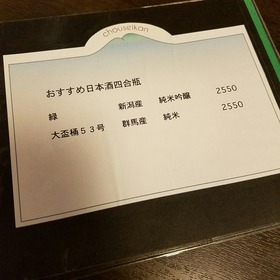 chouseikan
おすすめ日本酒四合瓶
緑 新潟産 純米吟醸 2550
大盃桶53号 群馬産 純米 2550